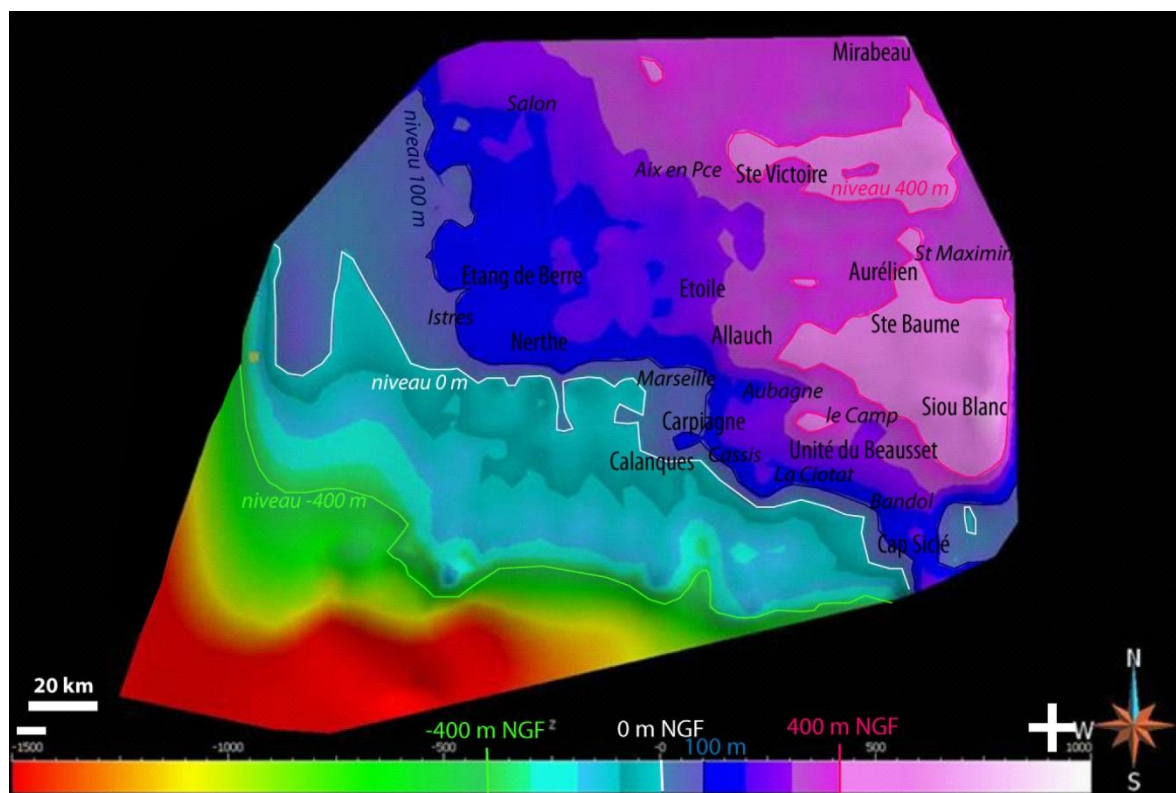 Mirabeau
Salon
niveau 100 m
Aix en Pce
Ste Victoire
niveau 400 m
St Maximin
Aurélien
Etang de Berre
Etoile
Istres
Nerthe
Allauch
Ste Baume
niveau 0 m
Marseille
Aubagne
Siou Blanc
le Camp
Carpiagne
Unité du Beausset
Cassis
Calanques
La Ciotat
niveau -400 m
Bandol
Cap Sicié
N
20 km
-400 m NGF
z
0 m NGF
400 m NGF
W
100 m
-1500
-1000
-500
-0
500
1000
S